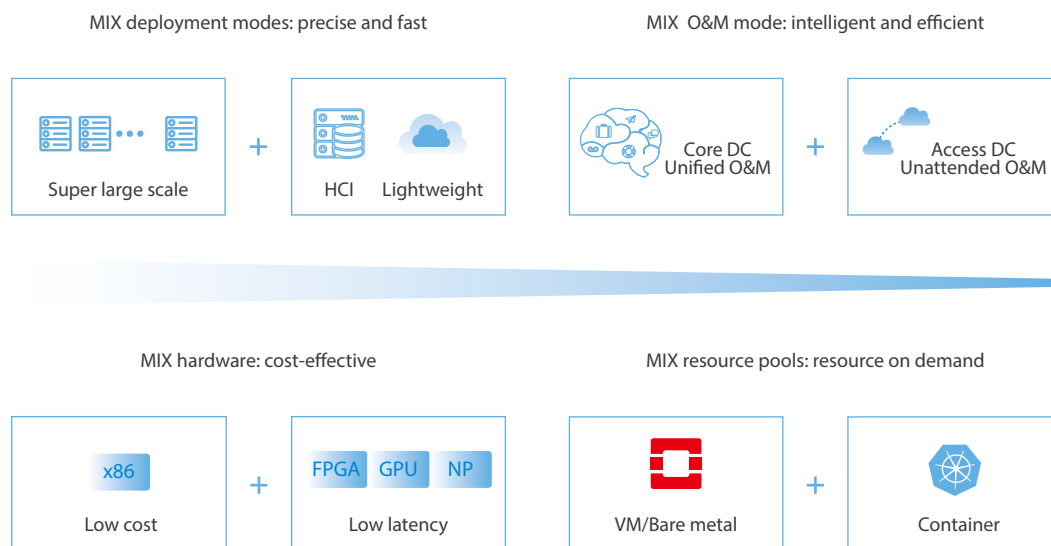 MIX deployment modes: precise and fast
MIX O&M mode: intelligent and efficient
Super large scale
+
HCI
Lightweight
Core DC
Unified O&M
+
Access DC
Unattended O&M
MIX hardware: cost-effective
MIX resource pools: resource on demand
x86
Low cost
+
FPGA
GPU
NP
Low latency
VM/Bare metal
+
Container